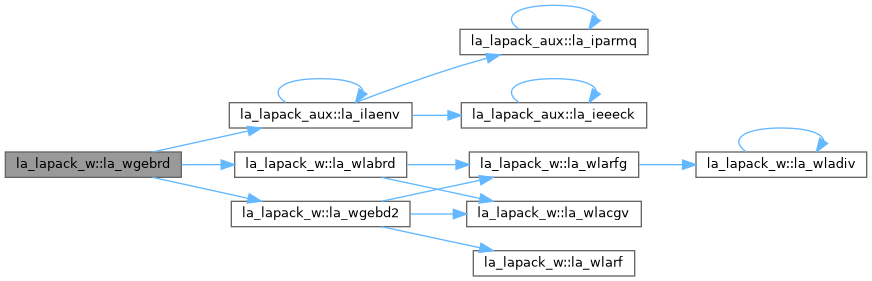 la_lapack_aux::la_iparmq
la_lapack_aux::la_ilaenv
la_lapack_aux::la_ieeeck
la_lapack_w::la_wgebrd
la_lapack_w::la_wlabrd
la_lapack_w::la_wlarfg
la_lapack_w::la_wladiv
la_lapack_w::la_wgebd2
la_lapack_w::la_wlacgv
la_lapack_w::la_wlarf